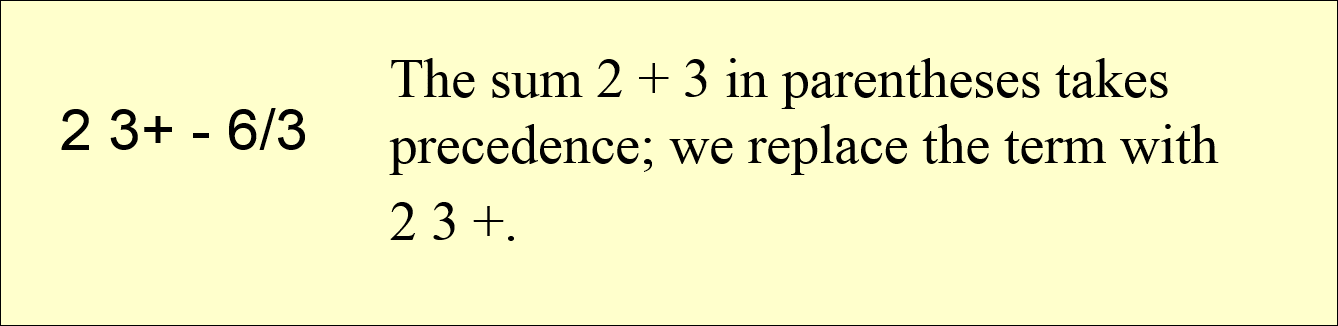 2 3+ - 6/3
The sum 2 + 3 in parentheses takes
precedence; we replace the term with
2 3 +.